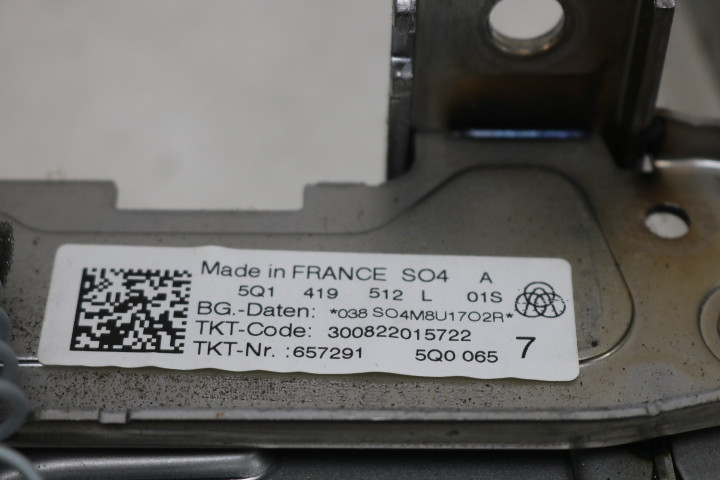 Made in FRANCE SO4 A
5Q1 419 512 L 01S
BG.-Daten: *038 SO4M8U17O2R*
TKT-Code: 300822015722
TKT-Nr. :657291 5Q0 065 7